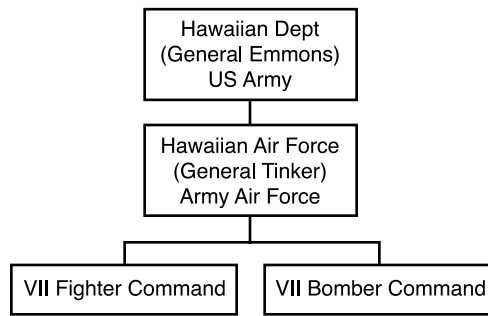 Hawaiian Dept
(General Emmons)
US Army
Hawaiian Air Force
(General Tinker)
Army Air Force
VII Fighter Command
VII Bomber Command